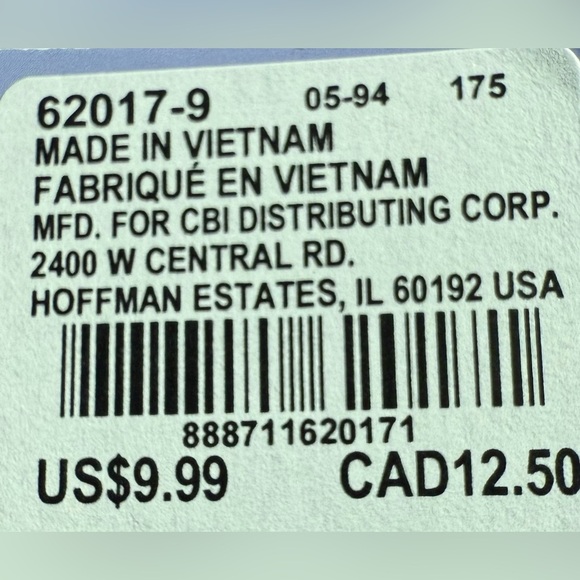 62017-9 05-94 175
MADE IN VIETNAM
FABRIQUÉ EN VIETNAM
MFD. FOR CBI DISTRIBUTING CORP.
2400 W CENTRAL RD.
HOFFMAN ESTATES, IL 60192 USA
888711620171
US$9.99 CAD12.50